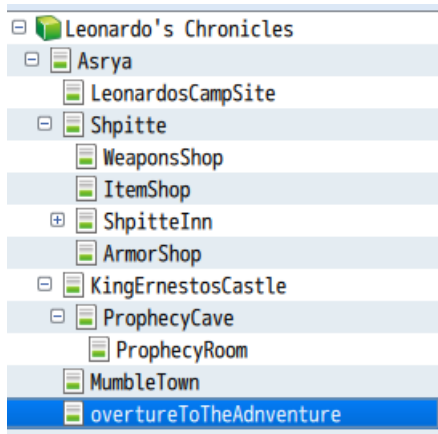 Leonardo's Chronicles
Asrya
LeonardosCampSite
Shpitte
WeaponsShop
ItemShop
ShpitteInn
ArmorShop
KingErnestosCastle
ProphecyCave
ProphecyRoom
MumbleTown
overtureToTheAdnventure